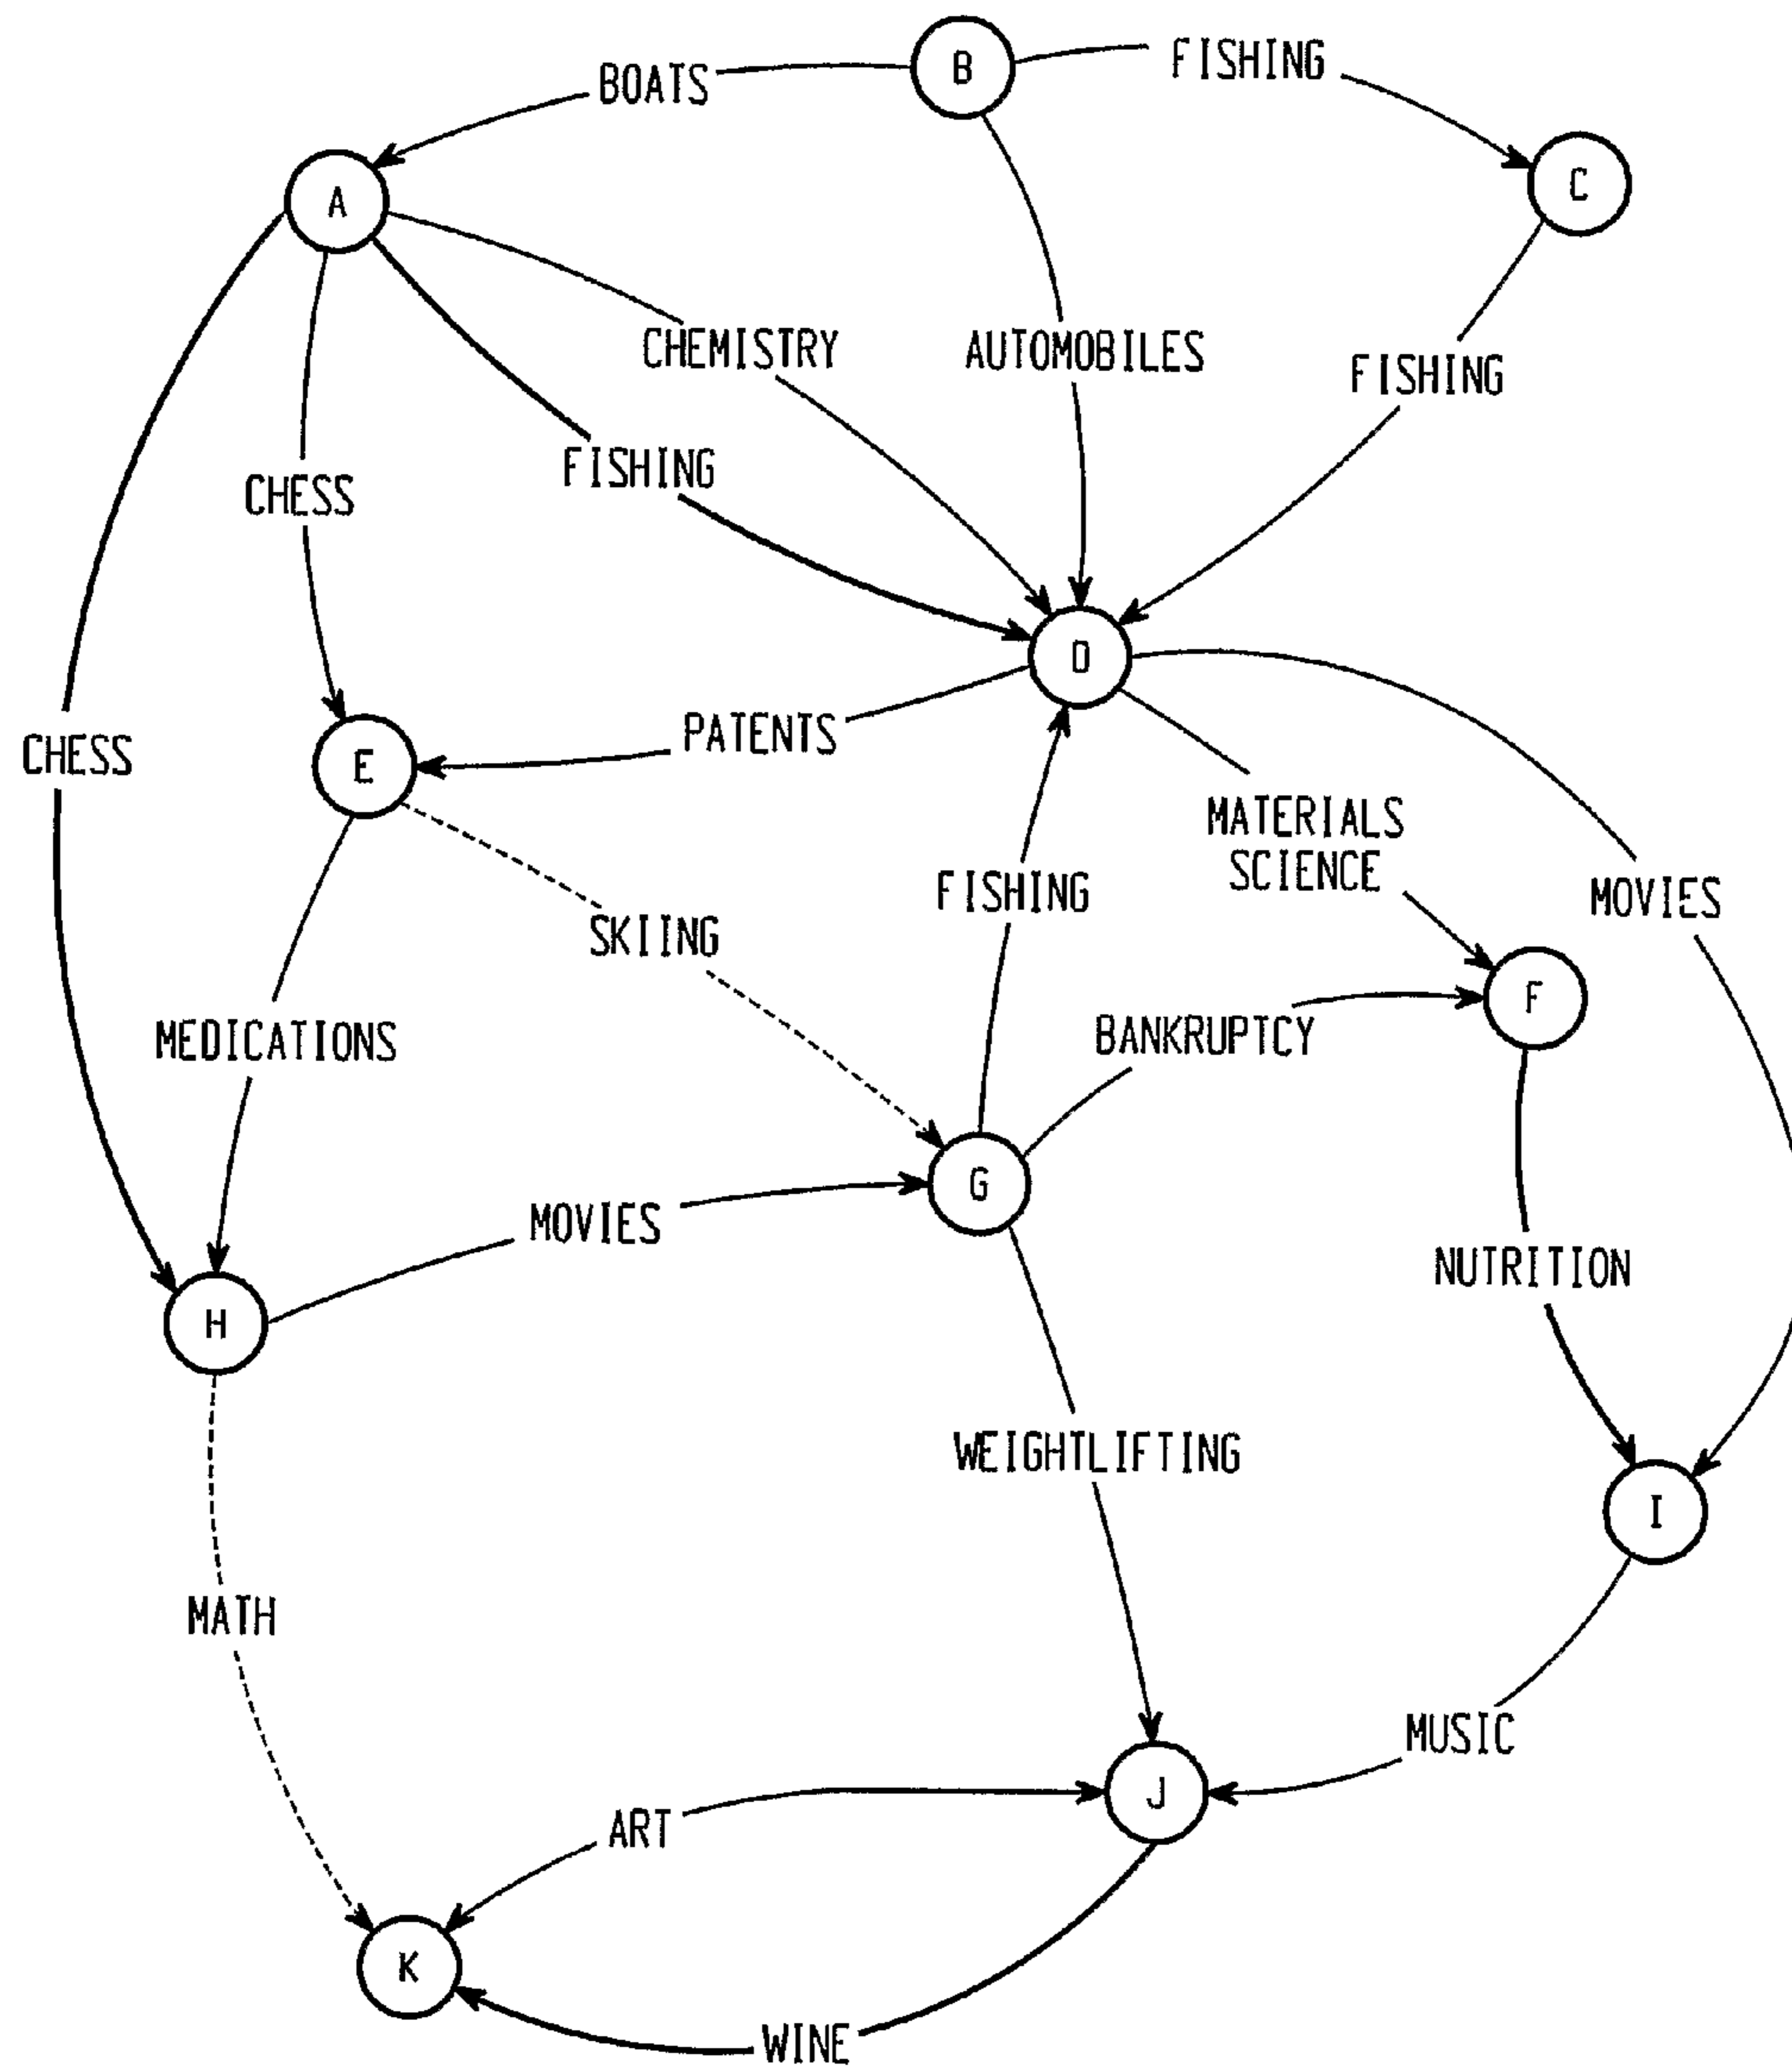 B
FISHING
BOATS
C
A
CHEMISTRY
AUTOMOBILES
FISHING
FISHING
CHESS
D
PATENTS
CHESS
E
MATERIALS
SCIENCE
FISHING
MOVIES
SKIING
F
BANKRUPTCY
MEDICATIONS
G
MOVIES
NUTRITION
H
WEIGHTLIFTING
I
MATH
MUSIC
J
ART
K
WINE